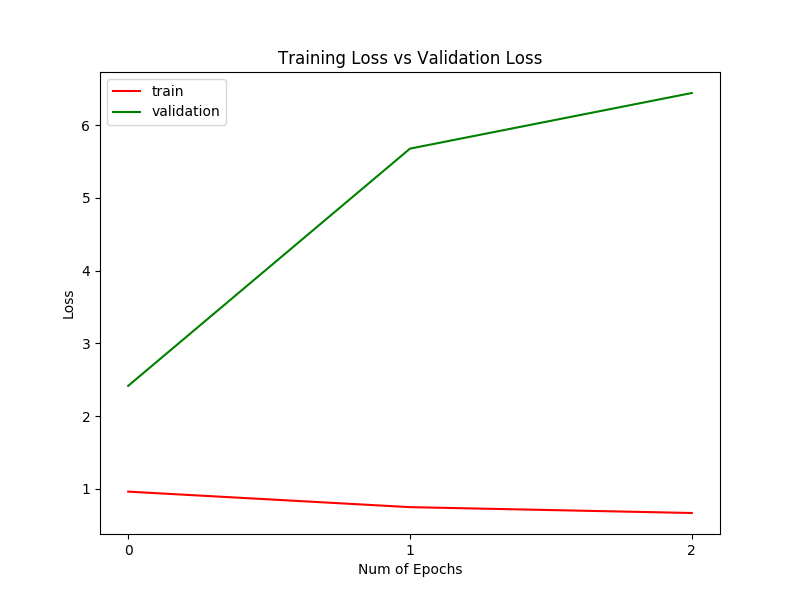 Training Loss vs Validation Loss
train
validation
6
5
4
3
2
1
Loss
0 1 2
Num of Epochs